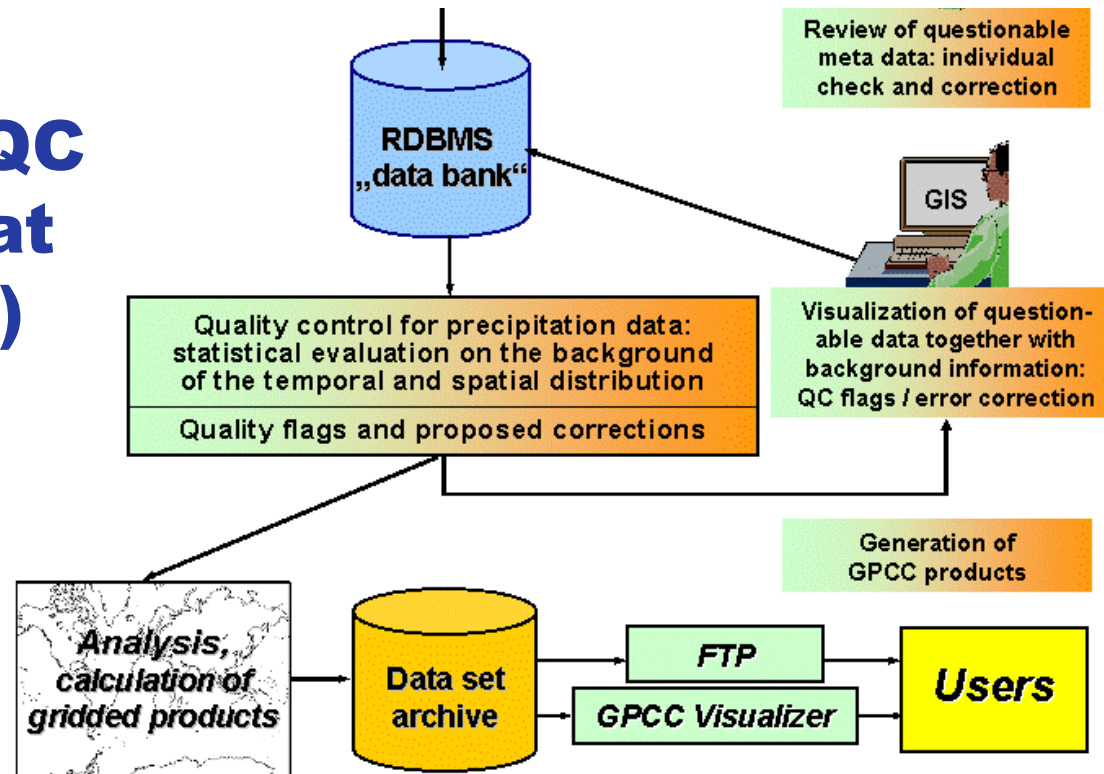 QC
at
)
Review of questionable
meta data: individual
check and correction
RDBMS
„data bank“
GIS
Quality control for precipitation data:
statistical evaluation on the background
of the temporal and spatial distribution
Quality flags and proposed corrections
Visualization of question-
able data together with
background information:
QC flags / error correction
Generation of
GPCC products
Analysis,
calculation of
gridded products
Data set
archive
FTP
GPCC Visualizer
Users